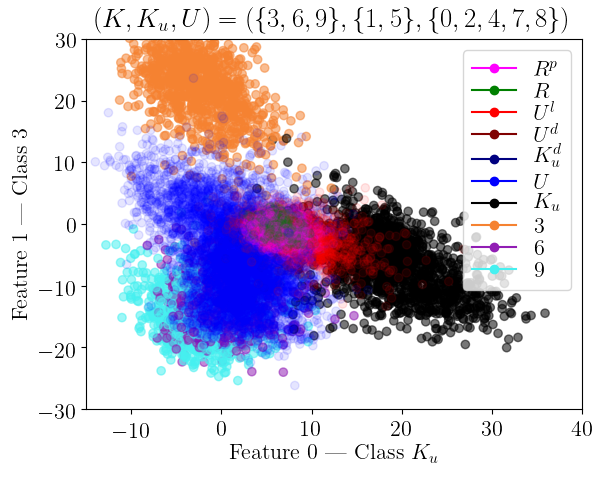 (K, K_u, U) = ({3, 6, 9}, {1, 5}, {0, 2, 4, 7, 8})
30
20
10
0
−10
−20
−30
Feature 1 — Class 3
R^p
R
U^l
U^d
K_u^d
U
K_u
3
6
9
−10 0 10 20 30 40
Feature 0 — Class K_u